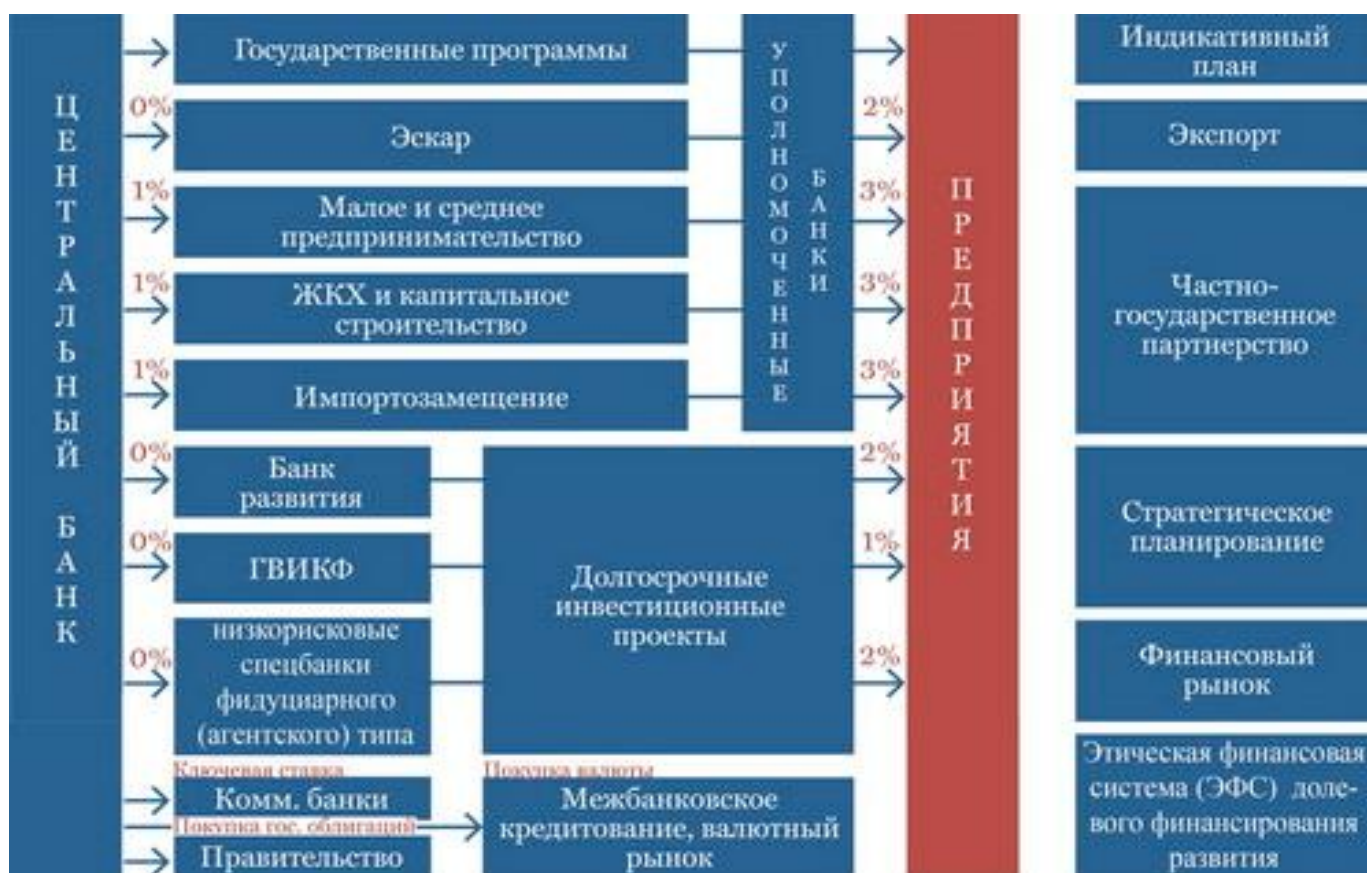 ЦЕНТРАЛЬНЫЙ БАНК
Государственные программы
УПОЛНОМОЧЕННЫЕ
БАНКИ
ПРЕДПРИЯТИЯ
Индикативный
план
0%
Эскар
2%
Экспорт
1%
Малое и среднее
предпринимательство
3%
Частно-
государственное
партнерство
1%
ЖКХ и капитальное
строительство
3%
1%
Импортозамещение
3%
0%
Банк
развития
2%
Долгосрочные
инвестиционные
проекты
Стратегическое
планирование
0%
ГВИКФ
1%
0%
низкорисковые
спецбанки
фидуциарного
(агентского) типа
2%
Финансовый
рынок
Ключевая ставка
Покупка валюты
Комм. банки
Покупка гос. облигаций
Правительство
Межбанковское
кредитование, валютный
рынок
Этическая финансовая
система (ЭФС) доле-
вого финансирования
развития